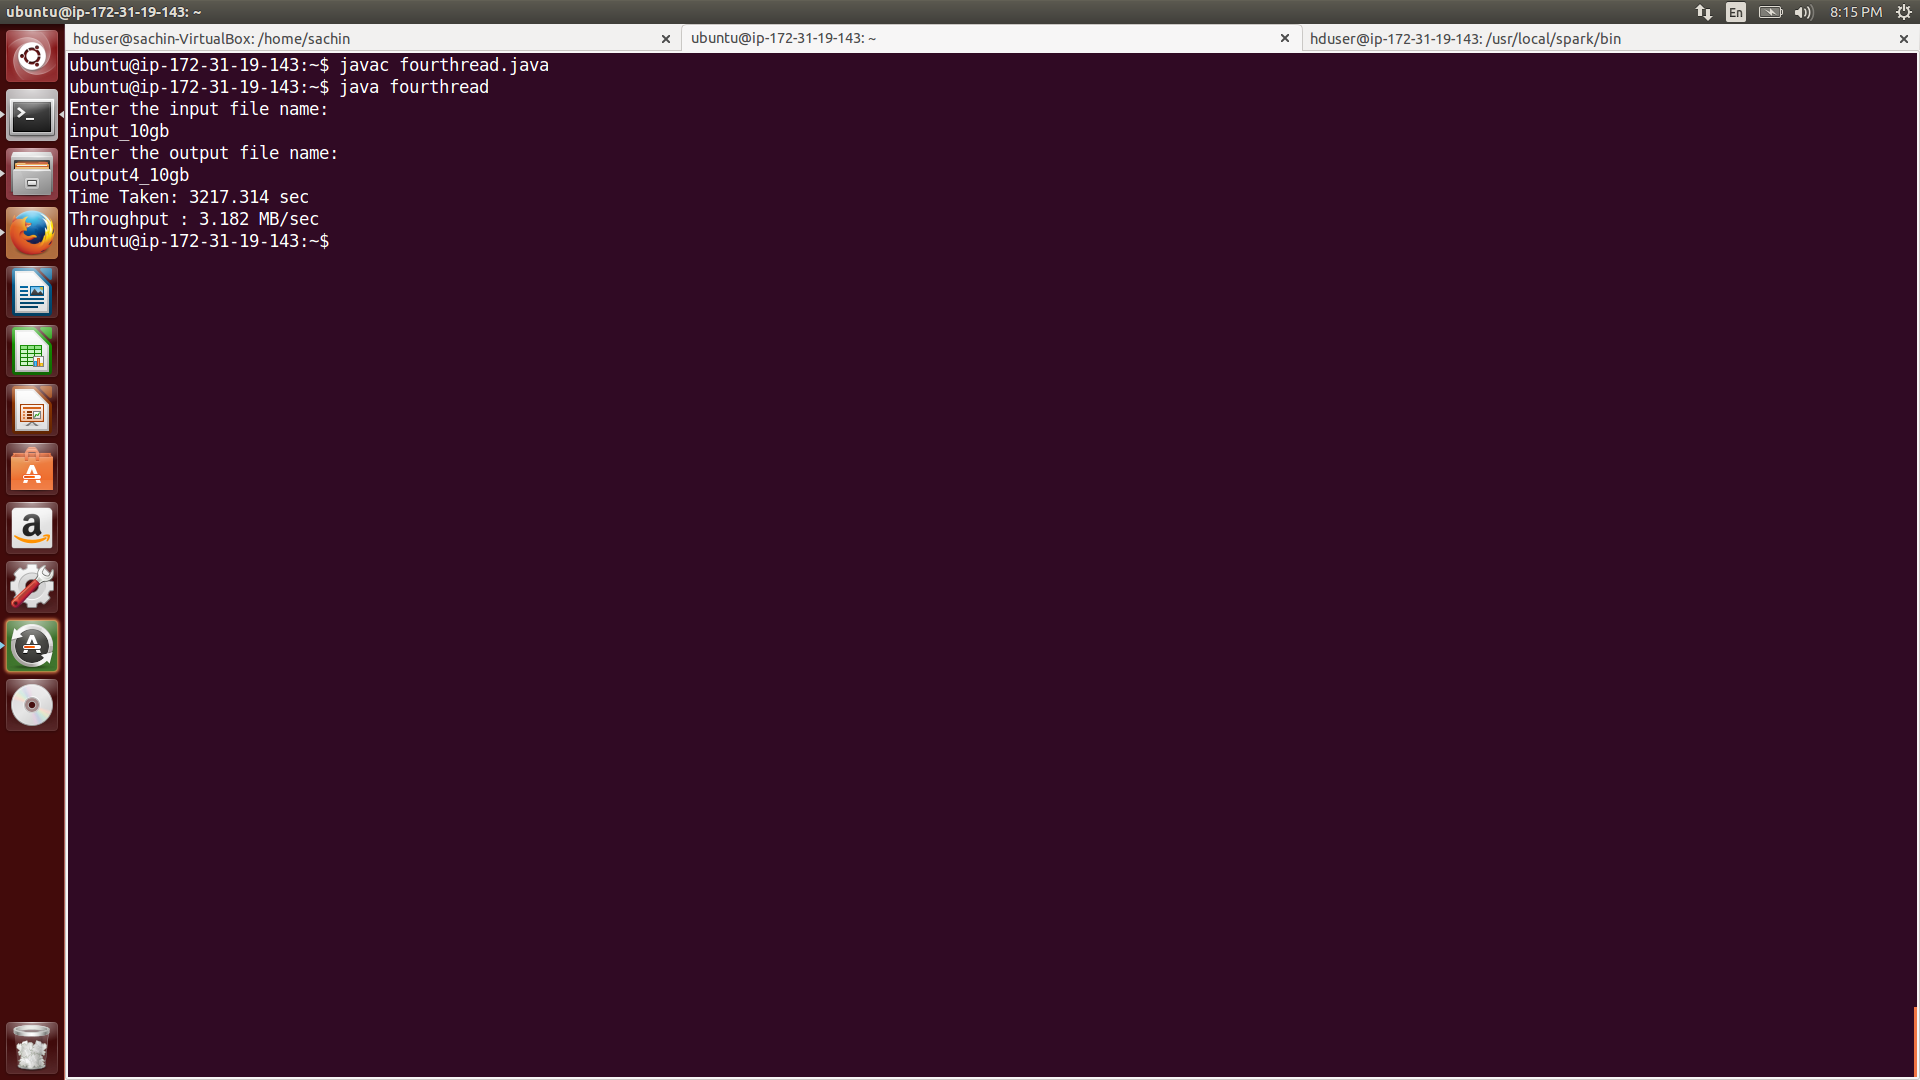 ubuntu@ip-172-31-19-143: ~
En
8:15 PM
hduser@sachin-VirtualBox: /home/sachin
ubuntu@ip-172-31-19-143: ~
hduser@ip-172-31-19-143: /usr/local/spark/bin
ubuntu@ip-172-31-19-143:~$ javac fourthread.java
ubuntu@ip-172-31-19-143:~$ java fourthread
Enter the input file name:
input_10gb
Enter the output file name:
output4_10gb
Time Taken: 3217.314 sec
Throughput : 3.182 MB/sec
ubuntu@ip-172-31-19-143:~$